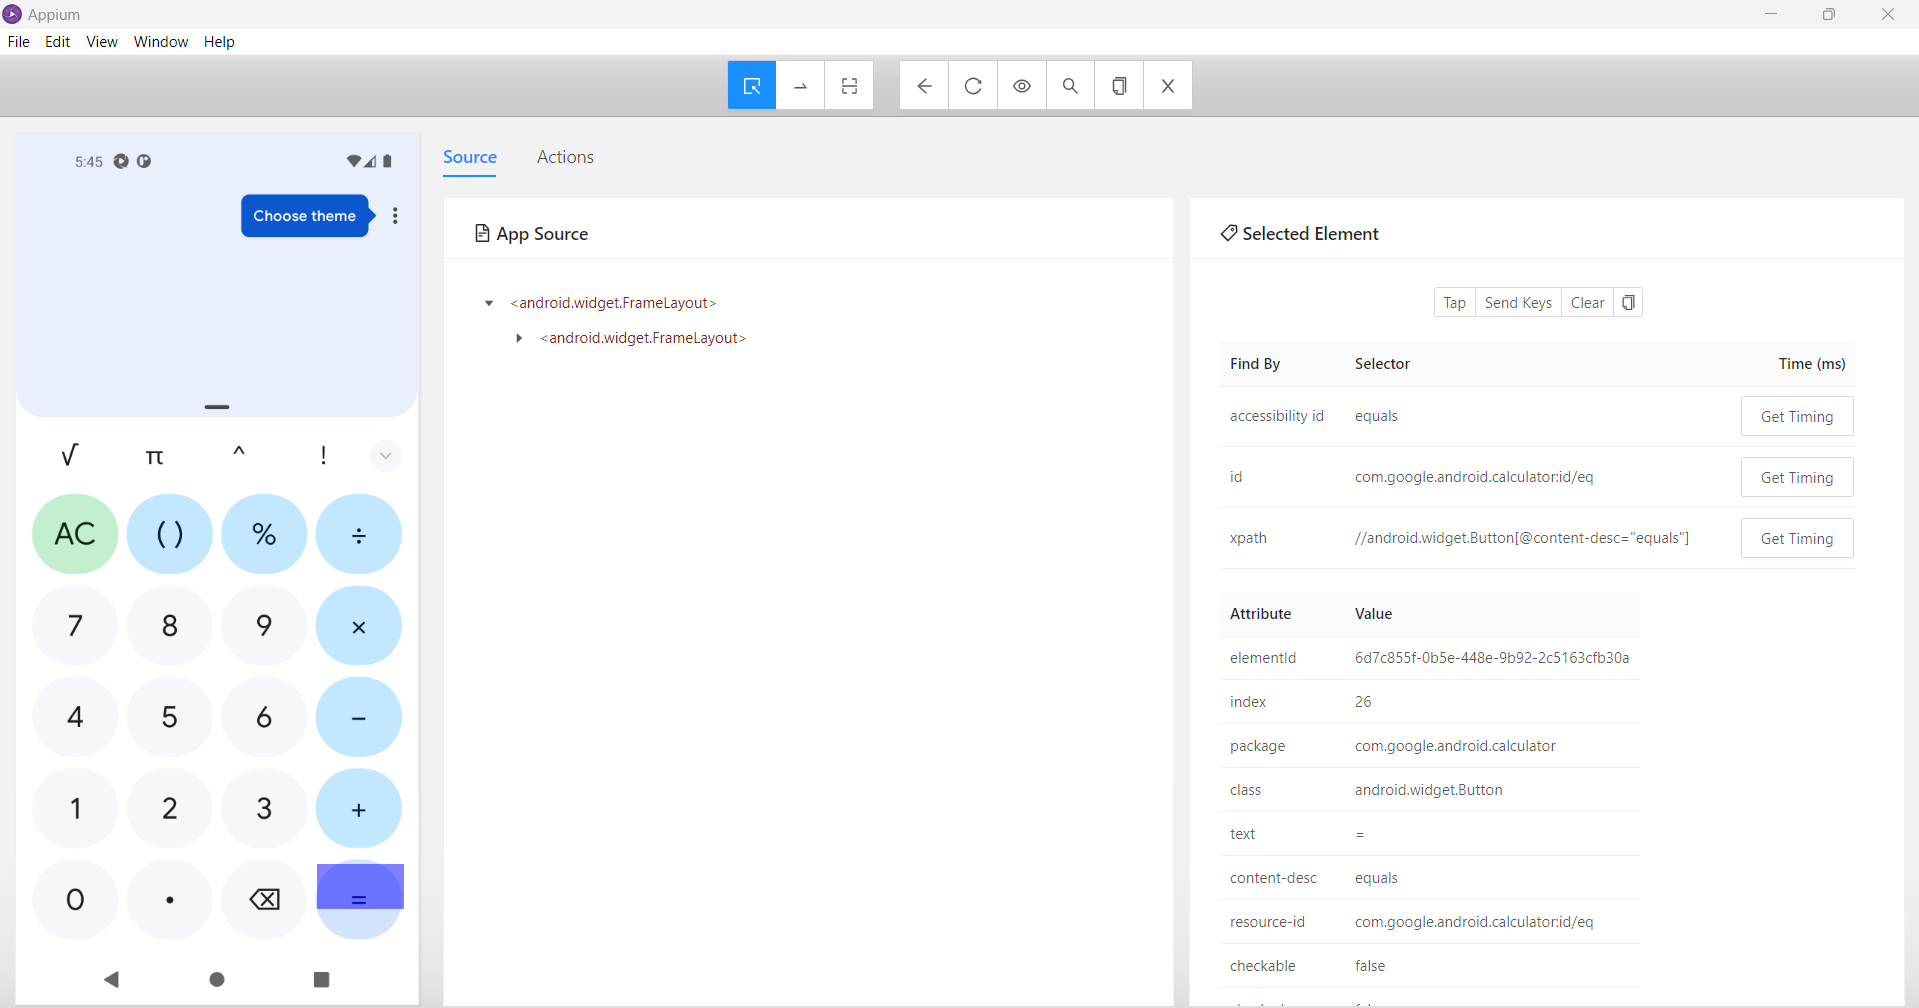 Appium
File Edit View Window Help
5:45
Choose theme
√ π ^ !
AC ( ) % ÷
7 8 9 ×
4 5 6 −
1 2 3 +
0 . =
Source Actions
App Source
<android.widget.FrameLayout>
<android.widget.FrameLayout>
Selected Element
Tap Send Keys Clear
Find By Selector Time (ms)
accessibility id equals Get Timing
id com.google.android.calculator:id/eq Get Timing
xpath //android.widget.Button[@content-desc="equals"] Get Timing
Attribute Value
elementId 6d7c855f-0b5e-448e-9b92-2c5163cfb30a
index 26
package com.google.android.calculator
class android.widget.Button
text =
content-desc equals
resource-id com.google.android.calculator:id/eq
checkable false